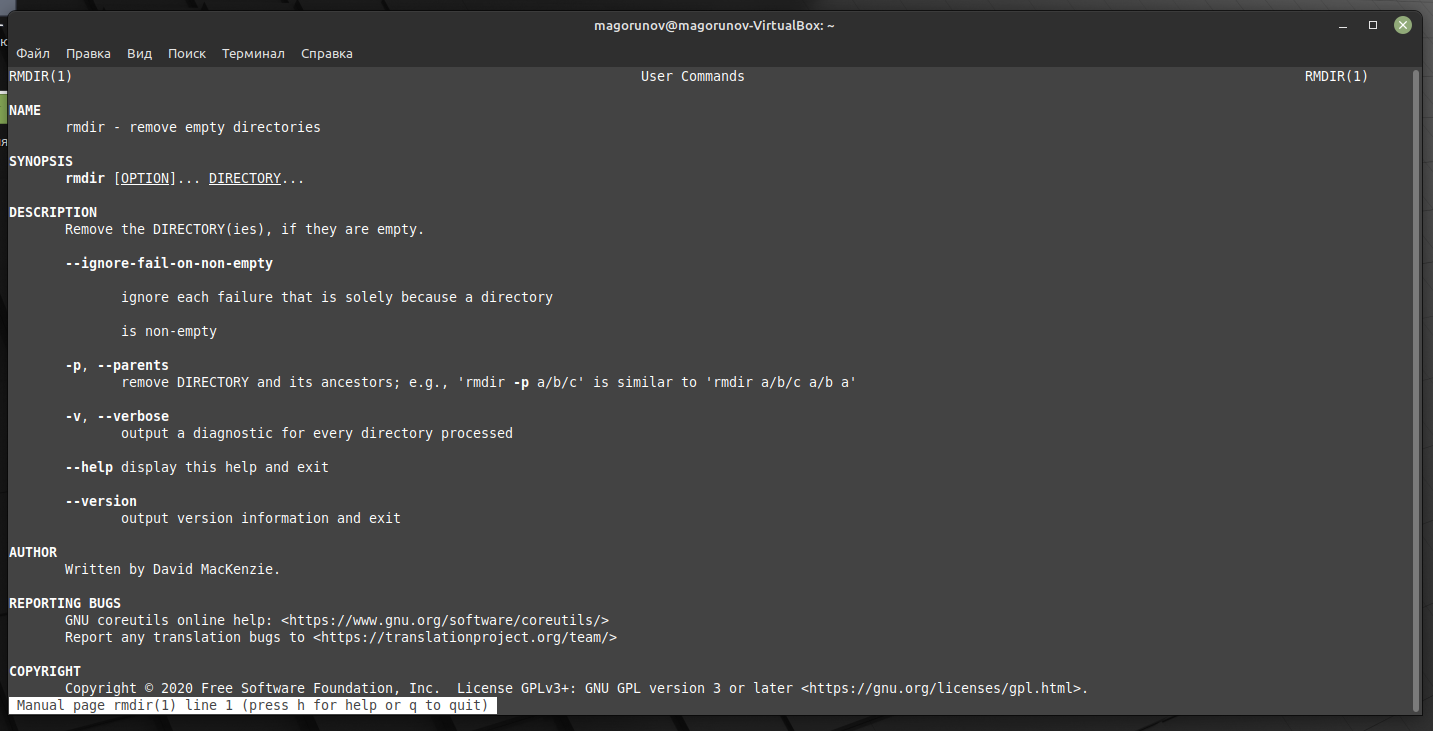 magorunov@magorunov-VirtualBox: ~
Файл Правка Вид Поиск Терминал Справка
RMDIR(1) User Commands RMDIR(1)
NAME
rmdir - remove empty directories
SYNOPSIS
rmdir [OPTION]... DIRECTORY...
DESCRIPTION
Remove the DIRECTORY(ies), if they are empty.
--ignore-fail-on-non-empty
ignore each failure that is solely because a directory
is non-empty
-p, --parents
remove DIRECTORY and its ancestors; e.g., 'rmdir -p a/b/c' is similar to 'rmdir a/b/c a/b a'
-v, --verbose
output a diagnostic for every directory processed
--help display this help and exit
--version
output version information and exit
AUTHOR
Written by David MacKenzie.
REPORTING BUGS
GNU coreutils online help: <https://www.gnu.org/software/coreutils/>
Report any translation bugs to <https://translationproject.org/team/>
COPYRIGHT
Copyright © 2020 Free Software Foundation, Inc.  License GPLv3+: GNU GPL version 3 or later <https://gnu.org/licenses/gpl.html>.
Manual page rmdir(1) line 1 (press h for help or q to quit)